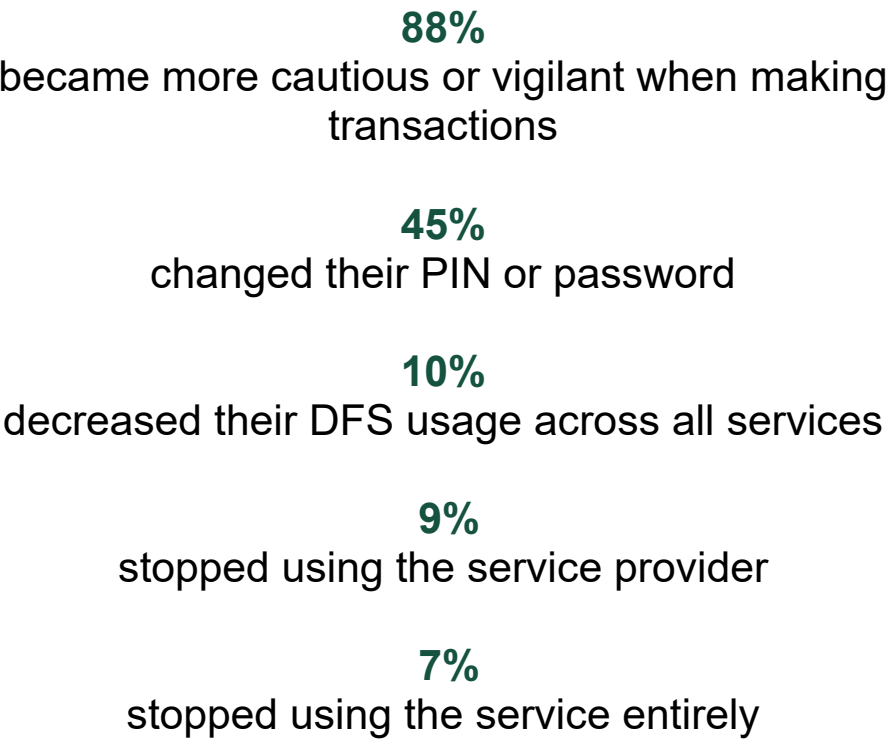 88%
became more cautious or vigilant when making
transactions
45%
changed their PIN or password
10%
decreased their DFS usage across all services
9%
stopped using the service provider
7%
stopped using the service entirely